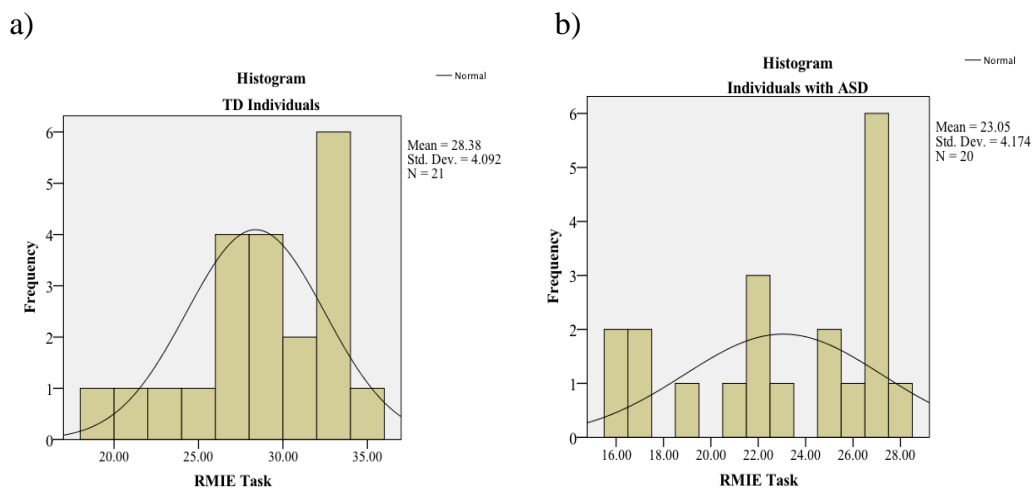 a)
Histogram
TD Individuals
Normal
Mean = 28.38
Std. Dev. = 4.092
N = 21
Frequency
6
5
4
3
2
1
0
20.00 25.00 30.00 35.00
RMIE Task
b)
Histogram
Individuals with ASD
Normal
Mean = 23.05
Std. Dev. = 4.174
N = 20
Frequency
6
5
4
3
2
1
0
16.00 18.00 20.00 22.00 24.00 26.00 28.00
RMIE Task